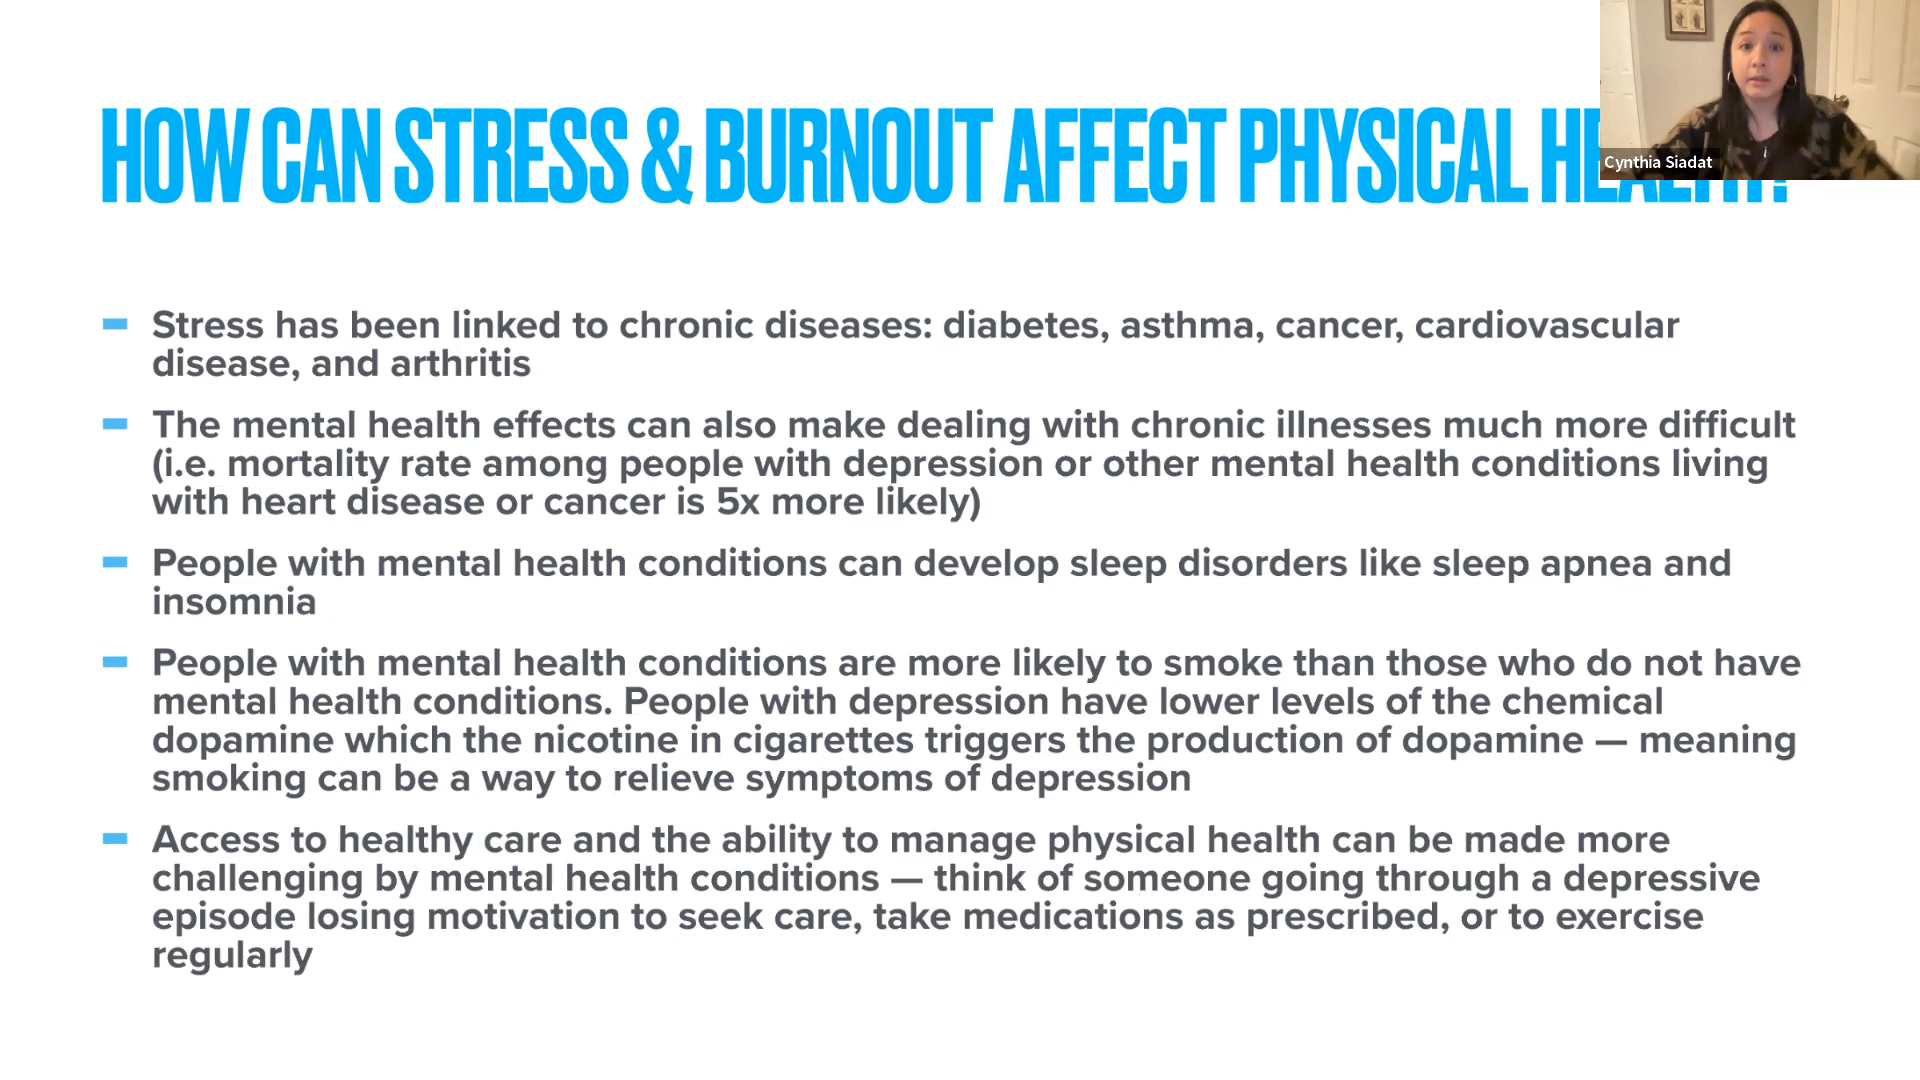 HOW CAN STRESS & BURNOUT AFFECT PHYSICAL HEALTH?
Cynthia Siadat
Stress has been linked to chronic diseases: diabetes, asthma, cancer, cardiovascular
disease, and arthritis
The mental health effects can also make dealing with chronic illnesses much more difficult
(i.e. mortality rate among people with depression or other mental health conditions living
with heart disease or cancer is 5x more likely)
People with mental health conditions can develop sleep disorders like sleep apnea and
insomnia
People with mental health conditions are more likely to smoke than those who do not have
mental health conditions. People with depression have lower levels of the chemical
dopamine which the nicotine in cigarettes triggers the production of dopamine — meaning
smoking can be a way to relieve symptoms of depression
Access to healthy care and the ability to manage physical health can be made more
challenging by mental health conditions — think of someone going through a depressive
episode losing motivation to seek care, take medications as prescribed, or to exercise
regularly